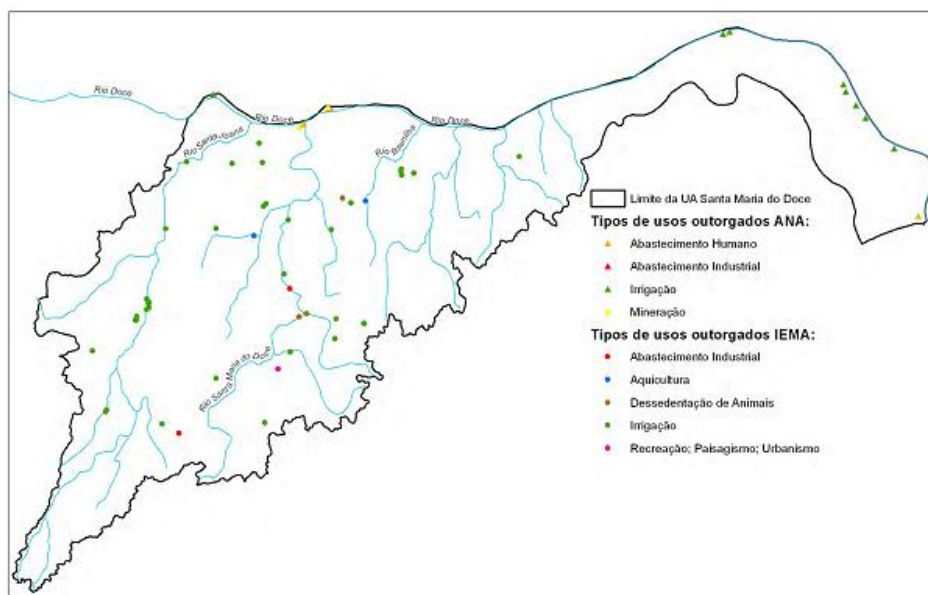 Rio Doce
Rio Doce
Rio Doce
Rio Santa Joana
Rio Baunilha
Limite da UA Santa Maria do Doce
Tipos de usos outorgados ANA:
Abastecimento Humano
Abastecimento Industrial
Irrigação
Mineração
Tipos de usos outorgados IEMA:
Abastecimento Industrial
Aquicultura
Dessedentação de Animais
Irrigação
Recreação; Paisagismo; Urbanismo
Rio Santa Maria do Doce